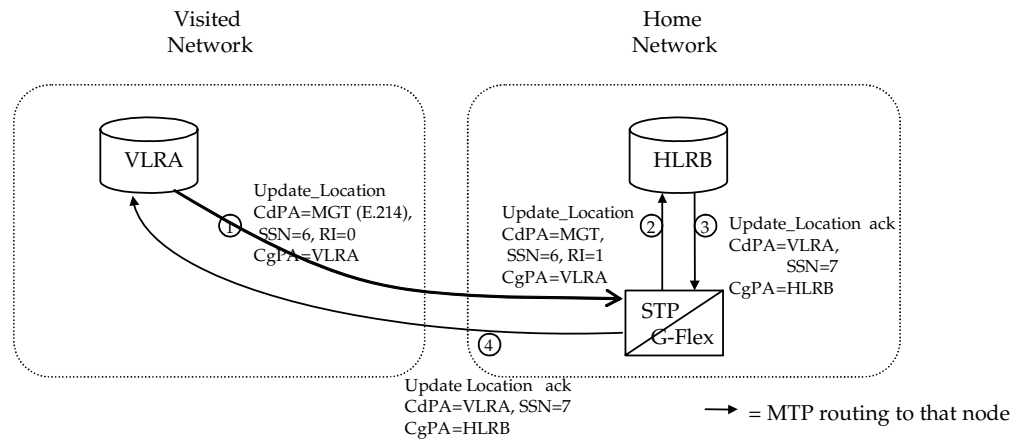 Visited
Network
Home
Network
VLRA
HLRB
Update_Location
CdPA=MGT (E.214),
SSN=6, RI=0
CgPA=VLRA
1
Update_Location
CdPA=MGT,
SSN=6, RI=1
CgPA=VLRA
2
3
Update_Location ack
CdPA=VLRA,
SSN=7
CgPA=HLRB
STP
G-Flex
4
Update Location ack
CdPA=VLRA, SSN=7
CgPA=HLRB
= MTP routing to that node